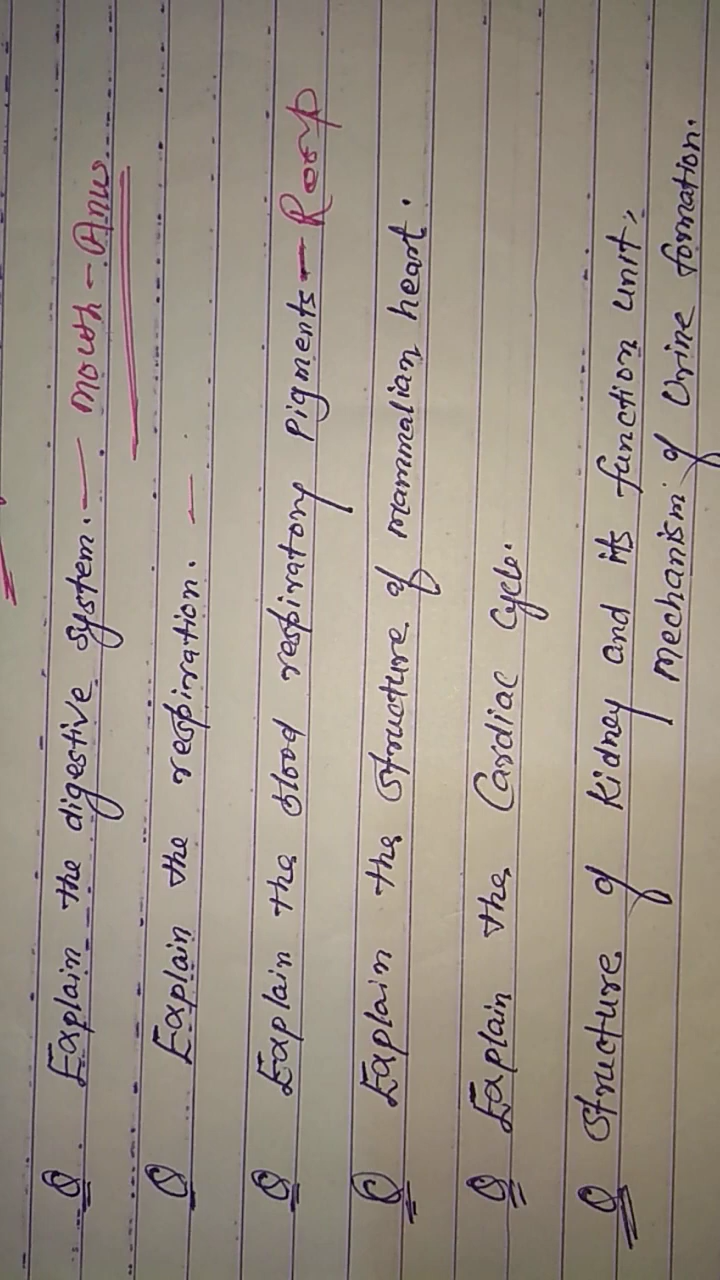 Q. Explain the digestive system. — Mouth - Anus
Q Explain the respiration. —
Q Explain the blood respiratory pigments —
Q Explain the structure of mammalian heart.
Q Explain the Cardiac Cycle.
Q Structure of kidney and its function unit,
mechanism of Urine formation.